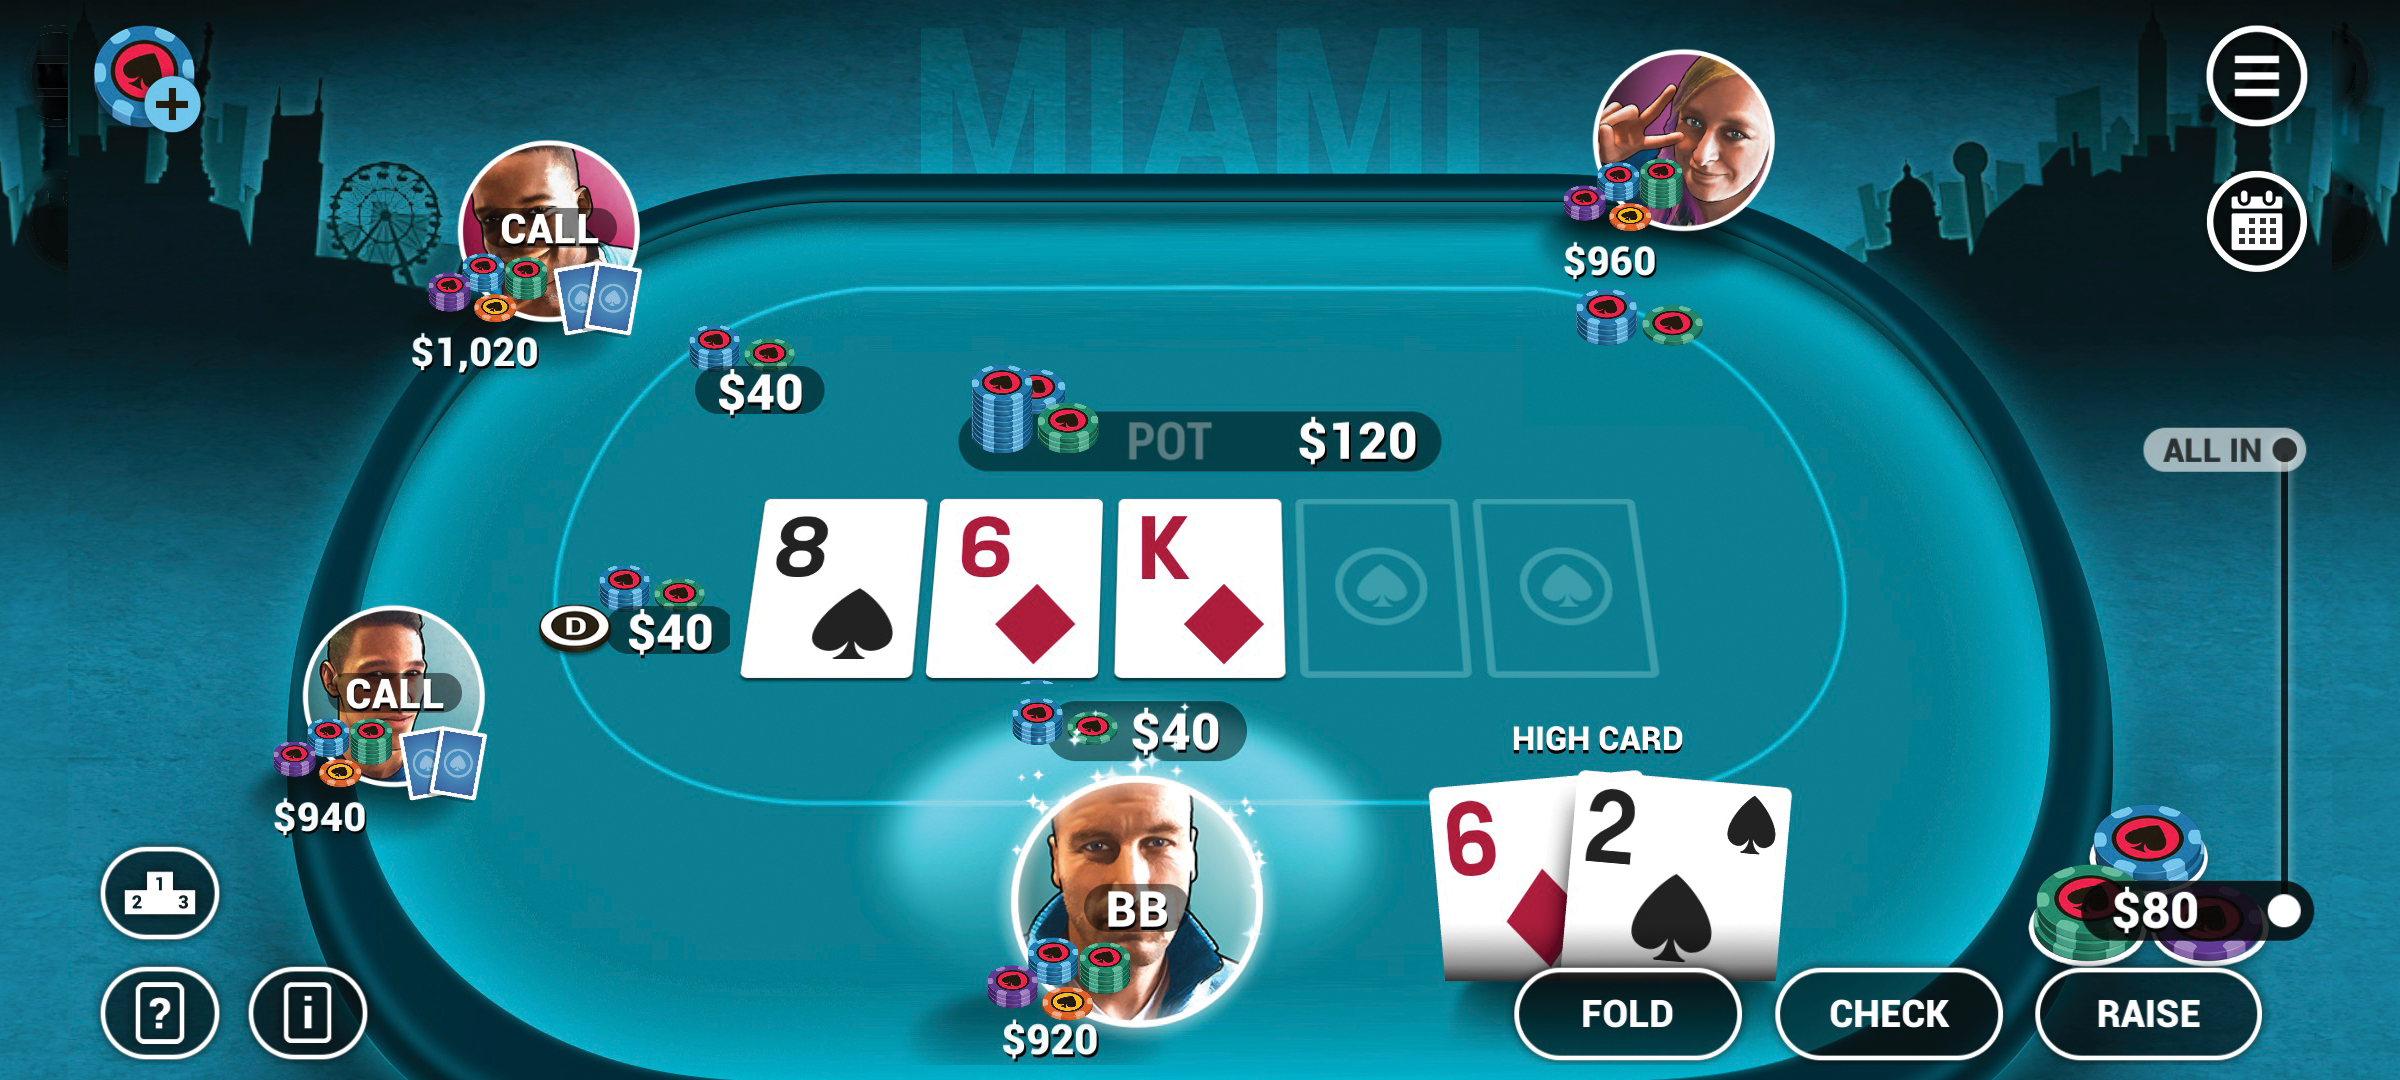 MIAMI
CALL
$1,020
$960
$40
POT $120
ALL IN
8
6
K
D $40
CALL
$940
$40
HIGH CARD
6
2
BB
$920
$80
1
2 3
?
i
FOLD
CHECK
RAISE